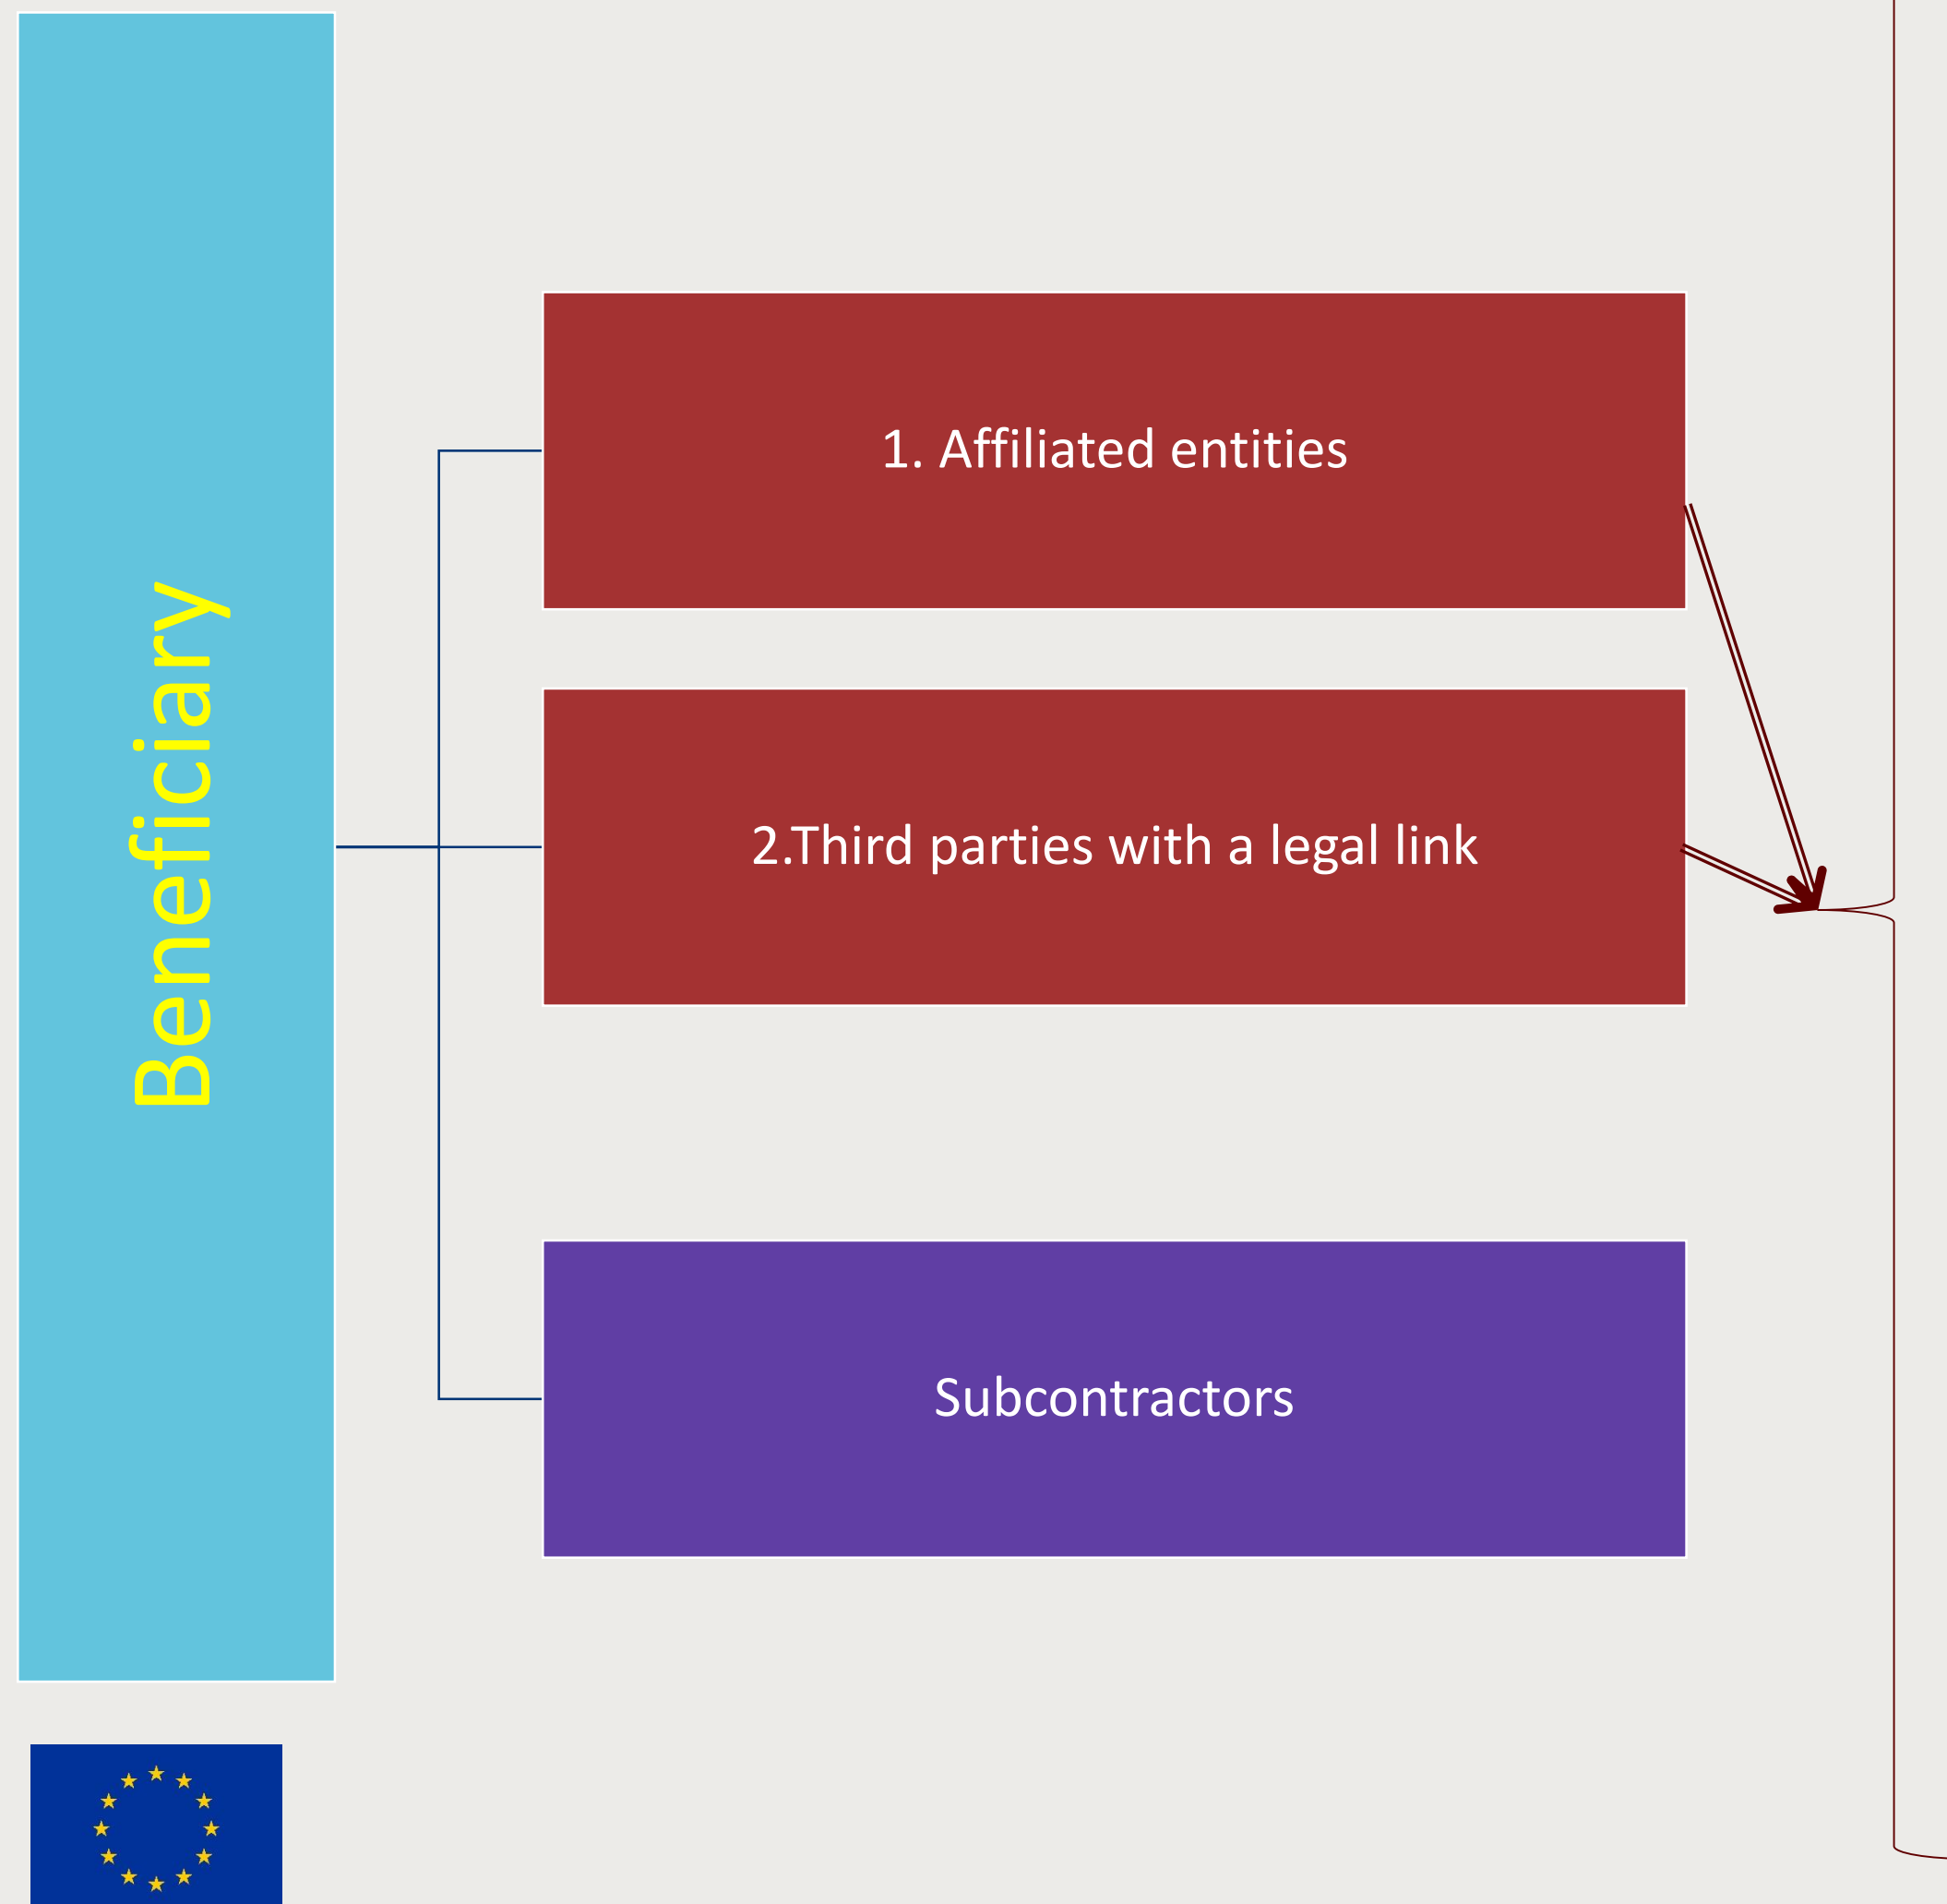 Beneficiary
1. Affiliated entities
2.Third parties with a legal link
Subcontractors